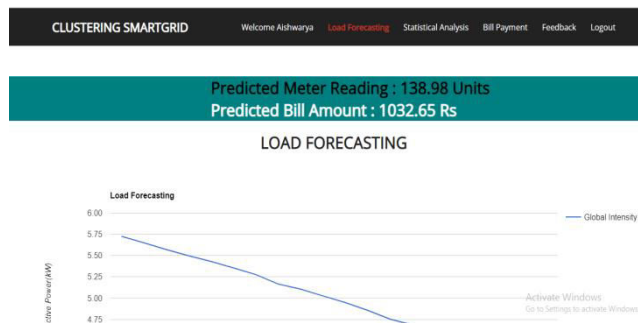 CLUSTERING SMARTGRID Welcome Aishwarya Load Forecasting Statistical Analysis Bill Payment Feedback Logout
Predicted Meter Reading : 138.98 Units
Predicted Bill Amount : 1032.65 Rs
LOAD FORECASTING
Load Forecasting
6.00
Global Intensity
5.75
5.50
5.25
5.00
4.75
Power(kW)
Activate Windows
Go to Settings to activate Windows